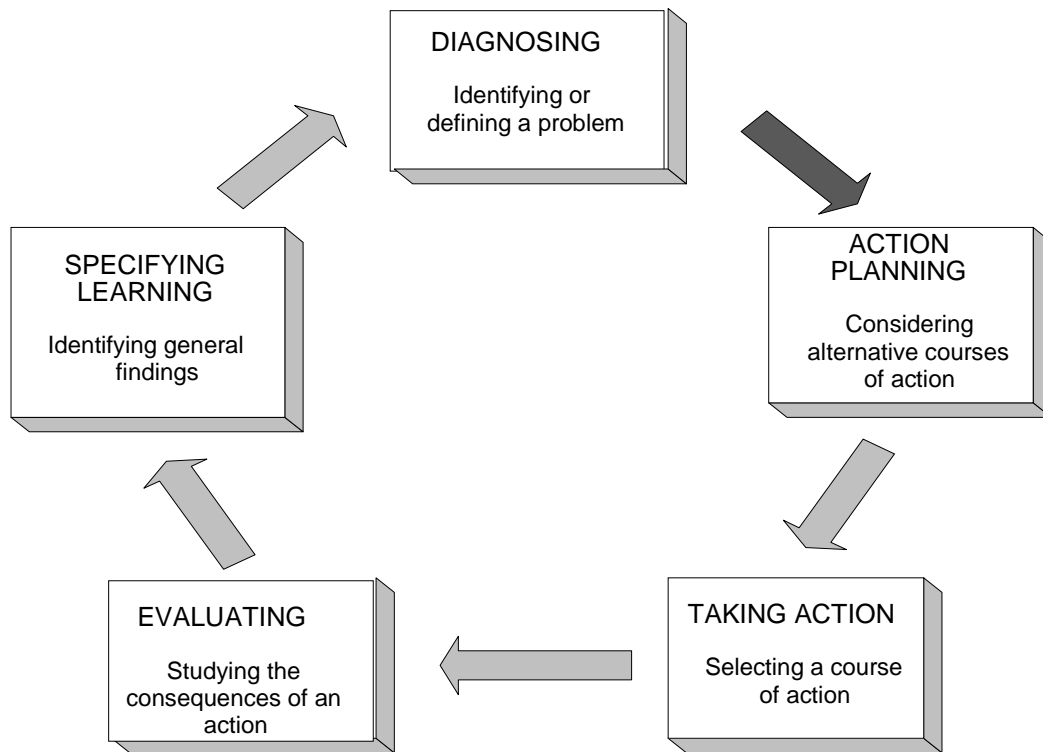 DIAGNOSING
Identifying or
defining a problem
ACTION
PLANNING
Considering
alternative courses
of action
TAKING ACTION
Selecting a course
of action
EVALUATING
Studying the
consequences of an
action
SPECIFYING
LEARNING
Identifying general
findings